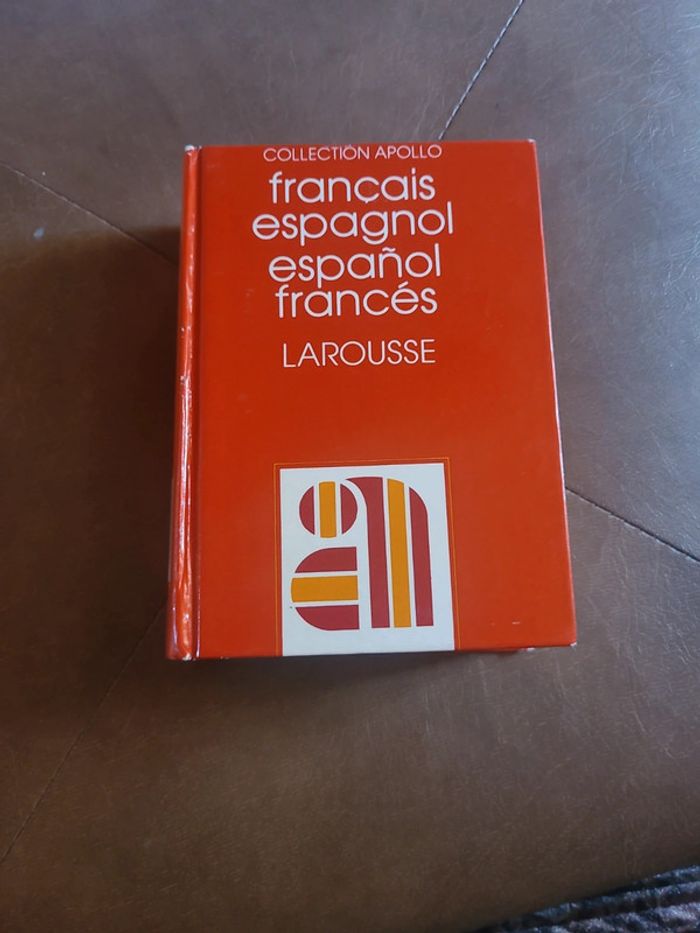 COLLECTION APOLLO
français
espagnol
español
francés
LAROUSSE